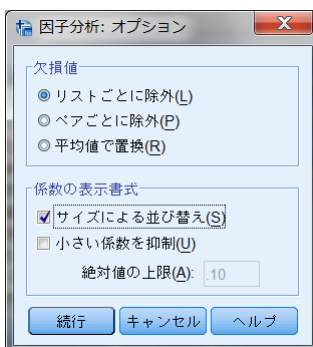 因子分析: オプション
欠損値
リストごとに除外(L)
ペアごとに除外(P)
平均値で置換(R)
係数の表示書式
サイズによる並び替え(S)
小さい係数を抑制(U)
絶対値の上限(A): .10
続行 キャンセル ヘルプ